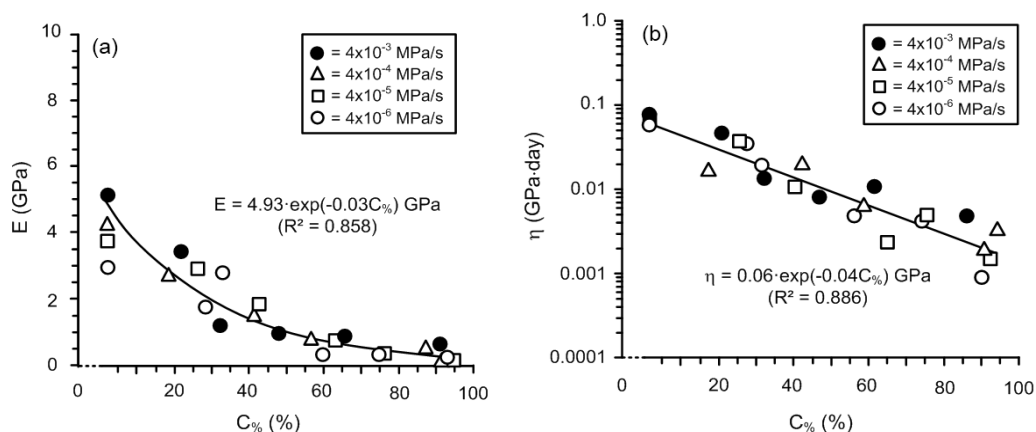 (a)
= 4x10⁻³ MPa/s
= 4x10⁻⁴ MPa/s
= 4x10⁻⁵ MPa/s
= 4x10⁻⁶ MPa/s
10
8
6
4
2
0
E (GPa)
E = 4.93·exp(-0.03C%) GPa
(R² = 0.858)
0
20
40
60
80
100
C% (%)
(b)
= 4x10⁻³ MPa/s
= 4x10⁻⁴ MPa/s
= 4x10⁻⁵ MPa/s
= 4x10⁻⁶ MPa/s
0.1
0.01
0.001
0.0001
η (GPa·day)
η = 0.06·exp(-0.04C%) GPa
(R² = 0.886)
0
20
40
60
80
100
C% (%)